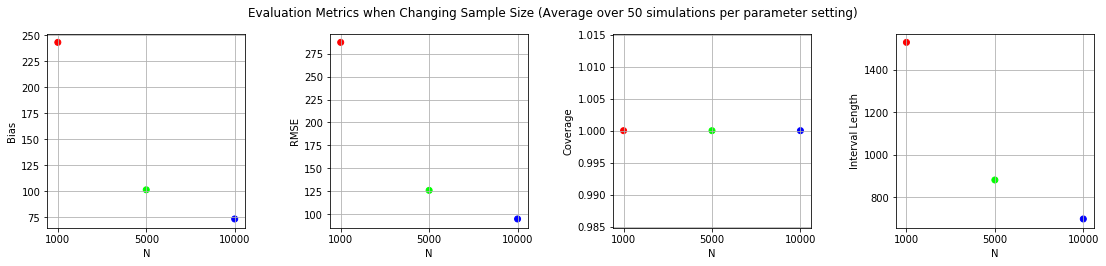 Evaluation Metrics when Changing Sample Size (Average over 50 simulations per parameter setting)
250
225
200
175
150
125
100
75
Bias
1000 5000 10000
N
275
250
225
200
175
150
125
100
RMSE
1000 5000 10000
N
1.015
1.010
1.005
1.000
0.995
0.990
0.985
Coverage
1000 5000 10000
N
1400
1200
1000
800
Interval Length
1000 5000 10000
N